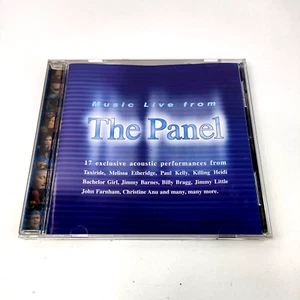 Music Live from
The Panel
17 exclusive acoustic performances from
Taxiride, Melissa Etheridge, Paul Kelly, Killing Heidi
Bachelor Girl, Jimmy Barnes, Billy Bragg, Jimmy Little
John Farnham, Christine Anu and many, many more.